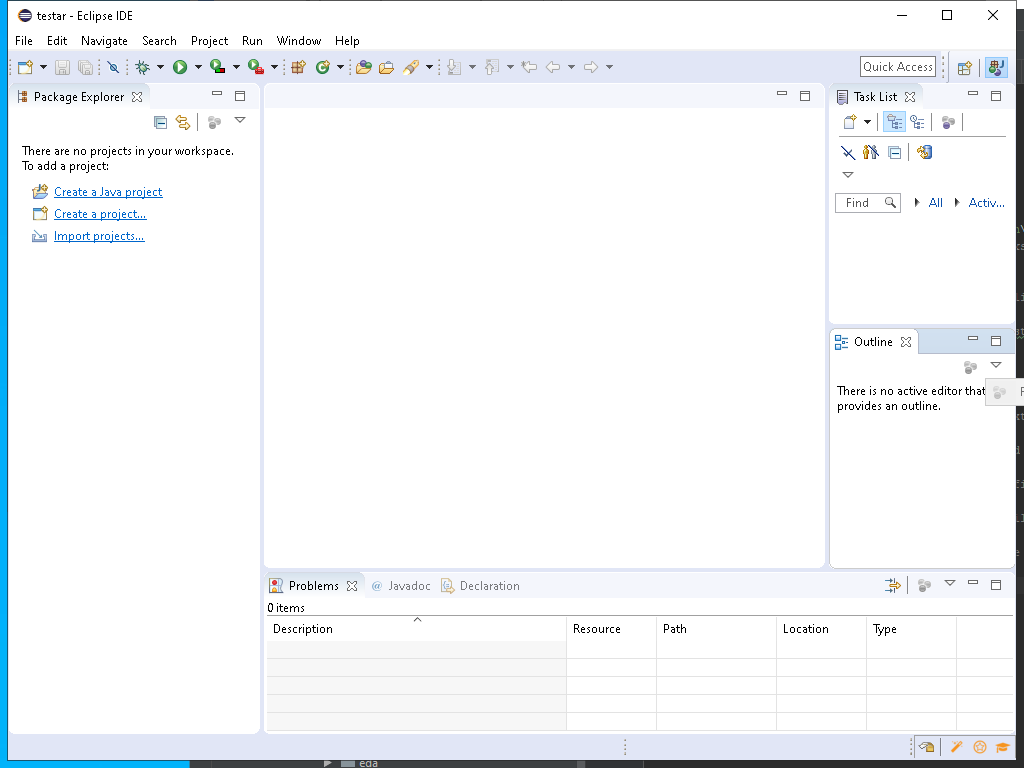 testar - Eclipse IDE
File Edit Navigate Search Project Run Window Help
Quick Access
Package Explorer
There are no projects in your workspace.
To add a project:
Create a Java project
Create a project...
Import projects...
Task List
Find
All
Activ...
Outline
There is no active editor that
provides an outline.
Problems
@ Javadoc
Declaration
0 items
Description Resource Path Location Type
eda